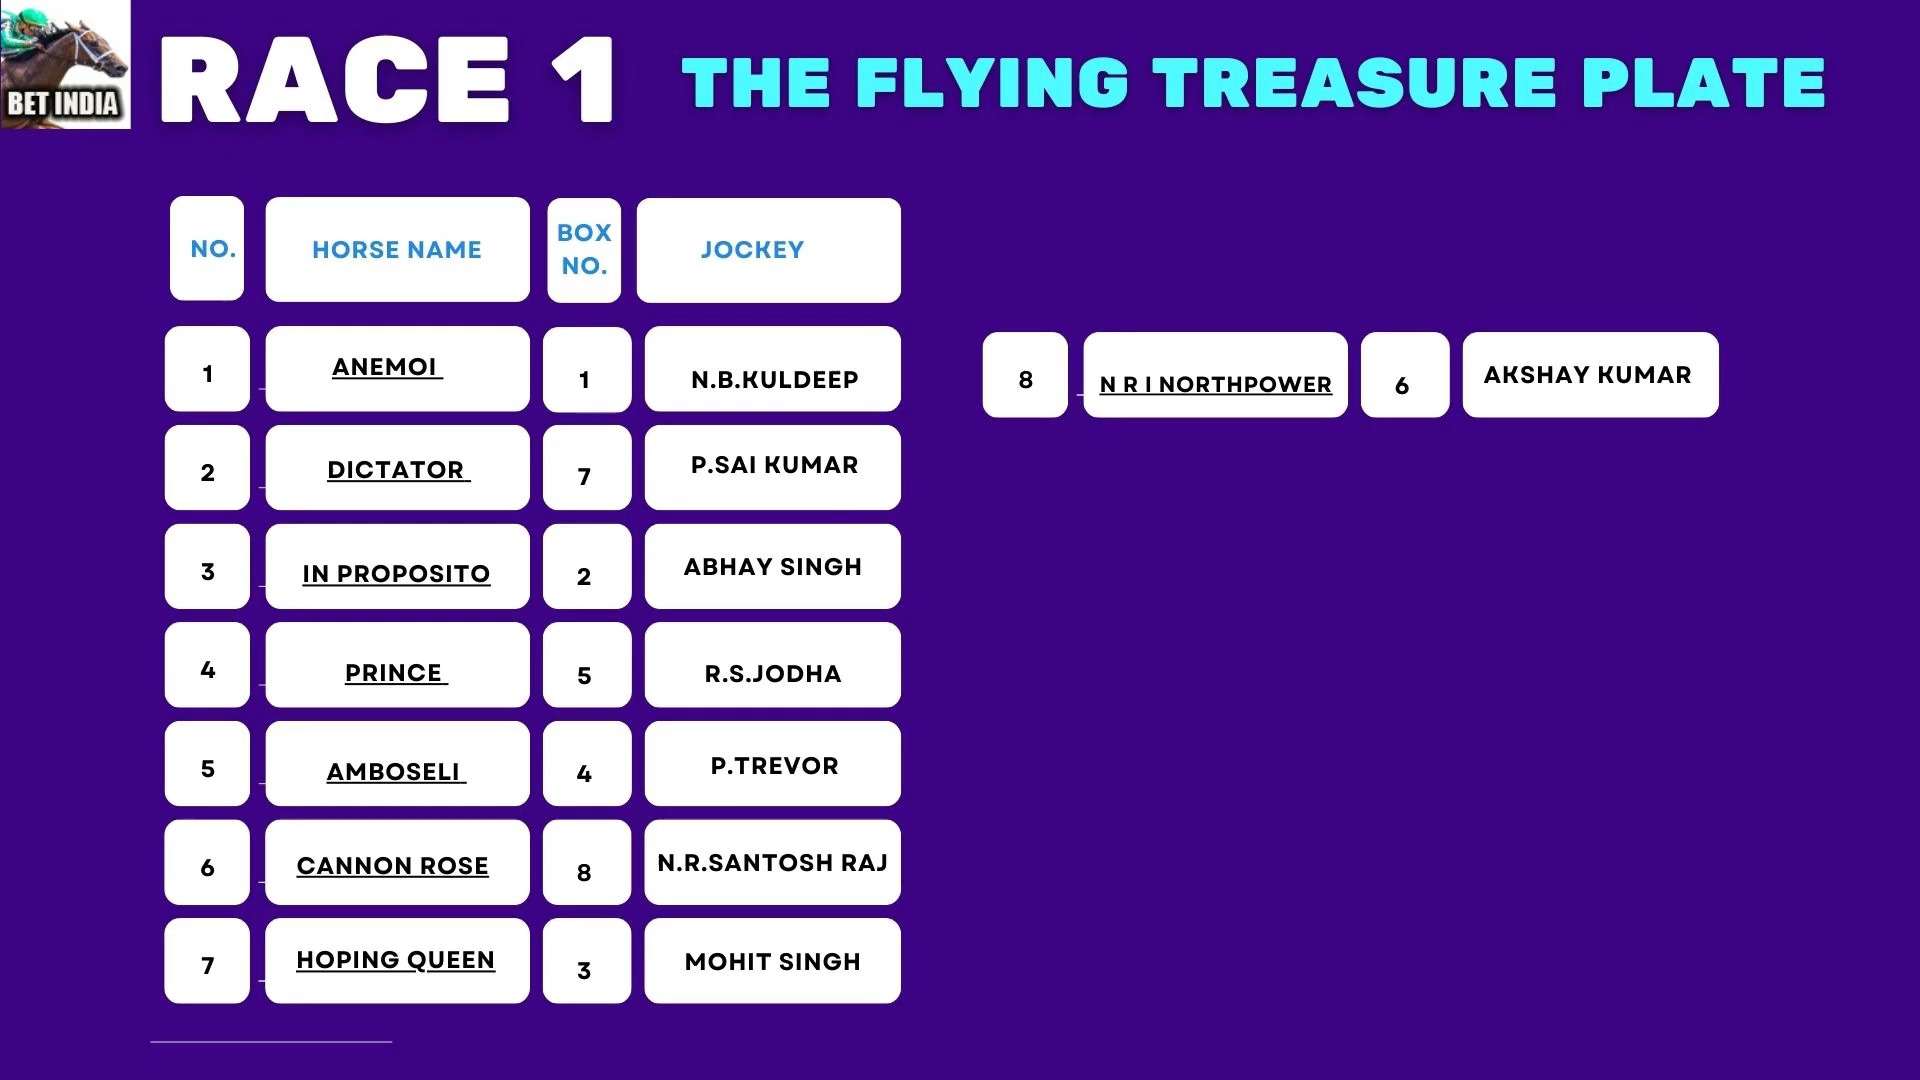 BET INDIA
RACE 1
THE FLYING TREASURE PLATE
NO. HORSE NAME BOX NO. JOCKEY
1 ANEMOI 1 N.B.KULDEEP
2 DICTATOR 7 P.SAI KUMAR
3 IN PROPOSITO 2 ABHAY SINGH
4 PRINCE 5 R.S.JODHA
5 AMBOSELI 4 P.TREVOR
6 CANNON ROSE 8 N.R.SANTOSH RAJ
7 HOPING QUEEN 3 MOHIT SINGH
8 N R I NORTHPOWER 6 AKSHAY KUMAR